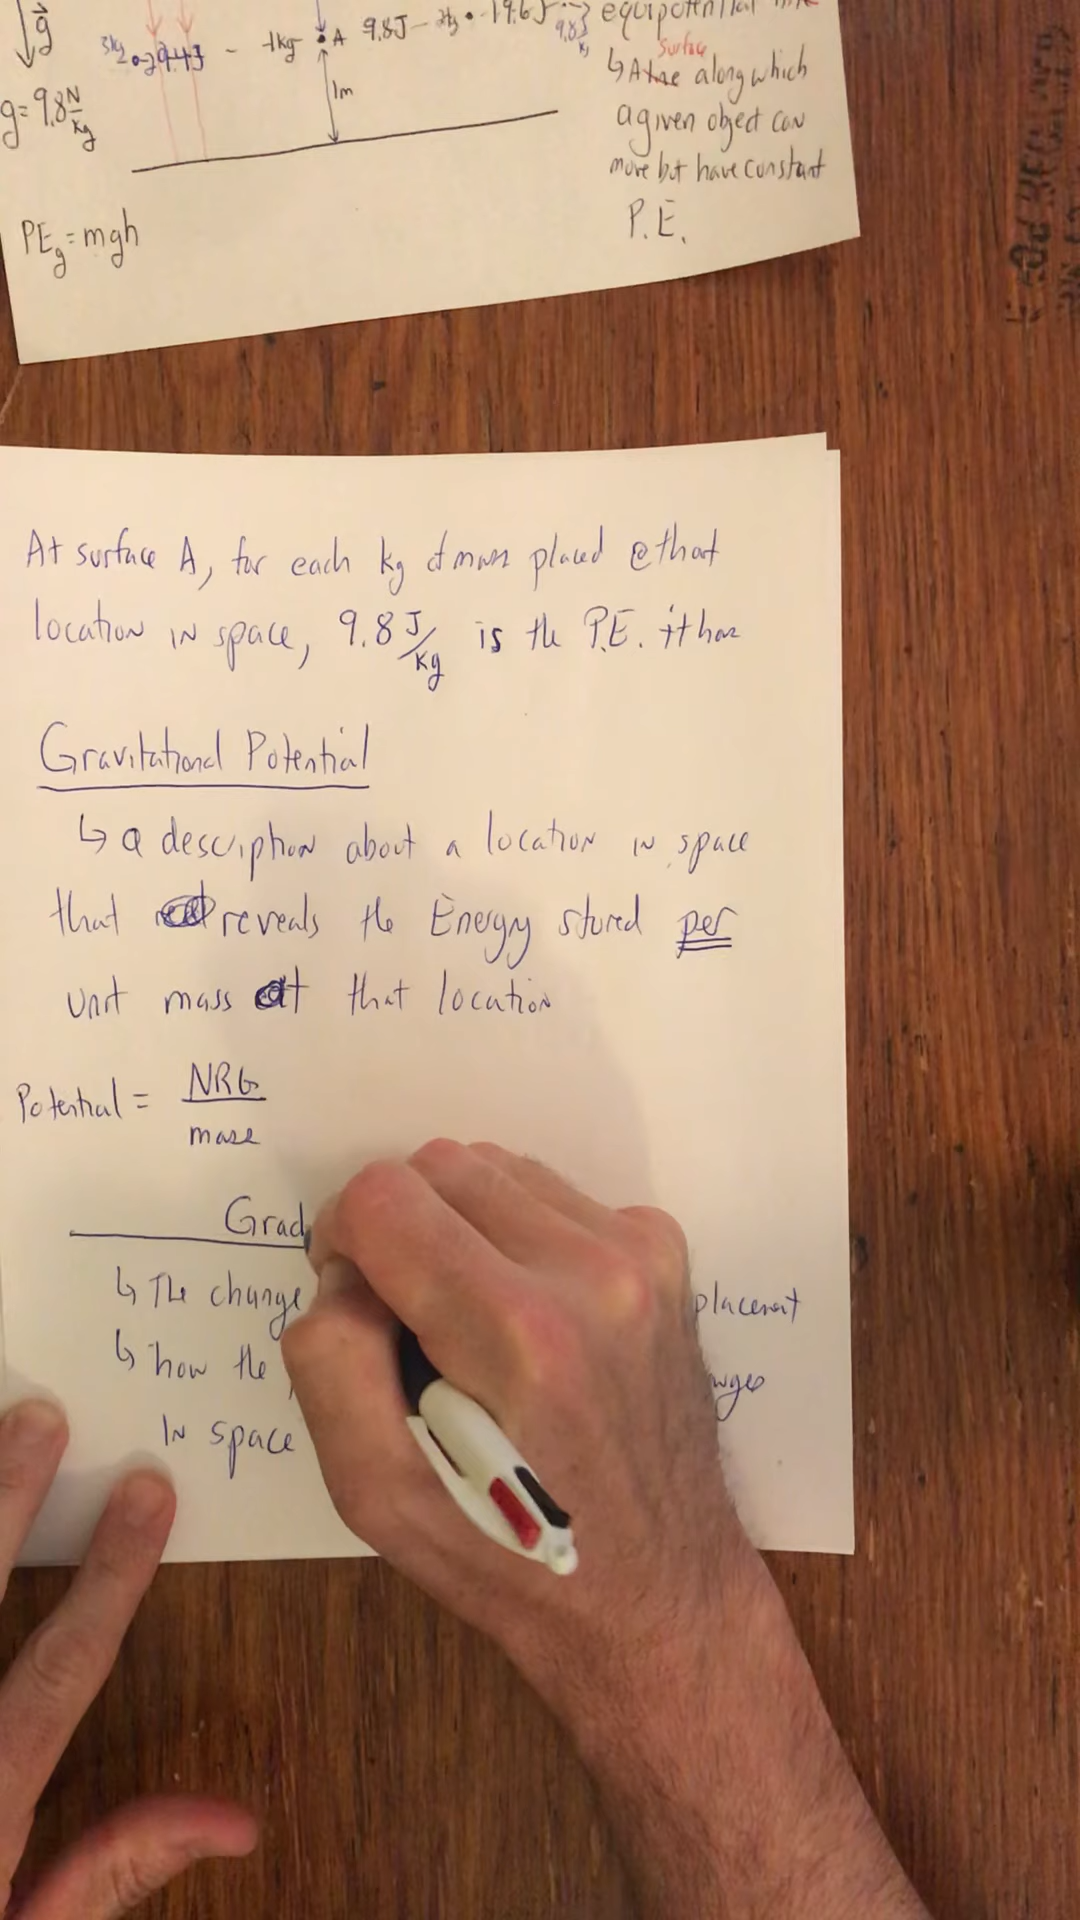 g
g = 9.8 N/kg
3kg 29.4J - 1kg A 9.8J - 2kg 19.6J
9.8 J/kg
1m
equipotential line
surface
↳ A line along which
a given object can
move but have constant
P.E.
PEg = mgh
At surface A, for each kg of mass placed @ that
location in space, 9.8 J/kg is the P.E. it has
Gravitational Potential
↳ a description about a location in space
that reveals the Energy stored per
unit mass at that location
Potential = NRG
mass
Grad
↳ The change placement
↳ how the
in space